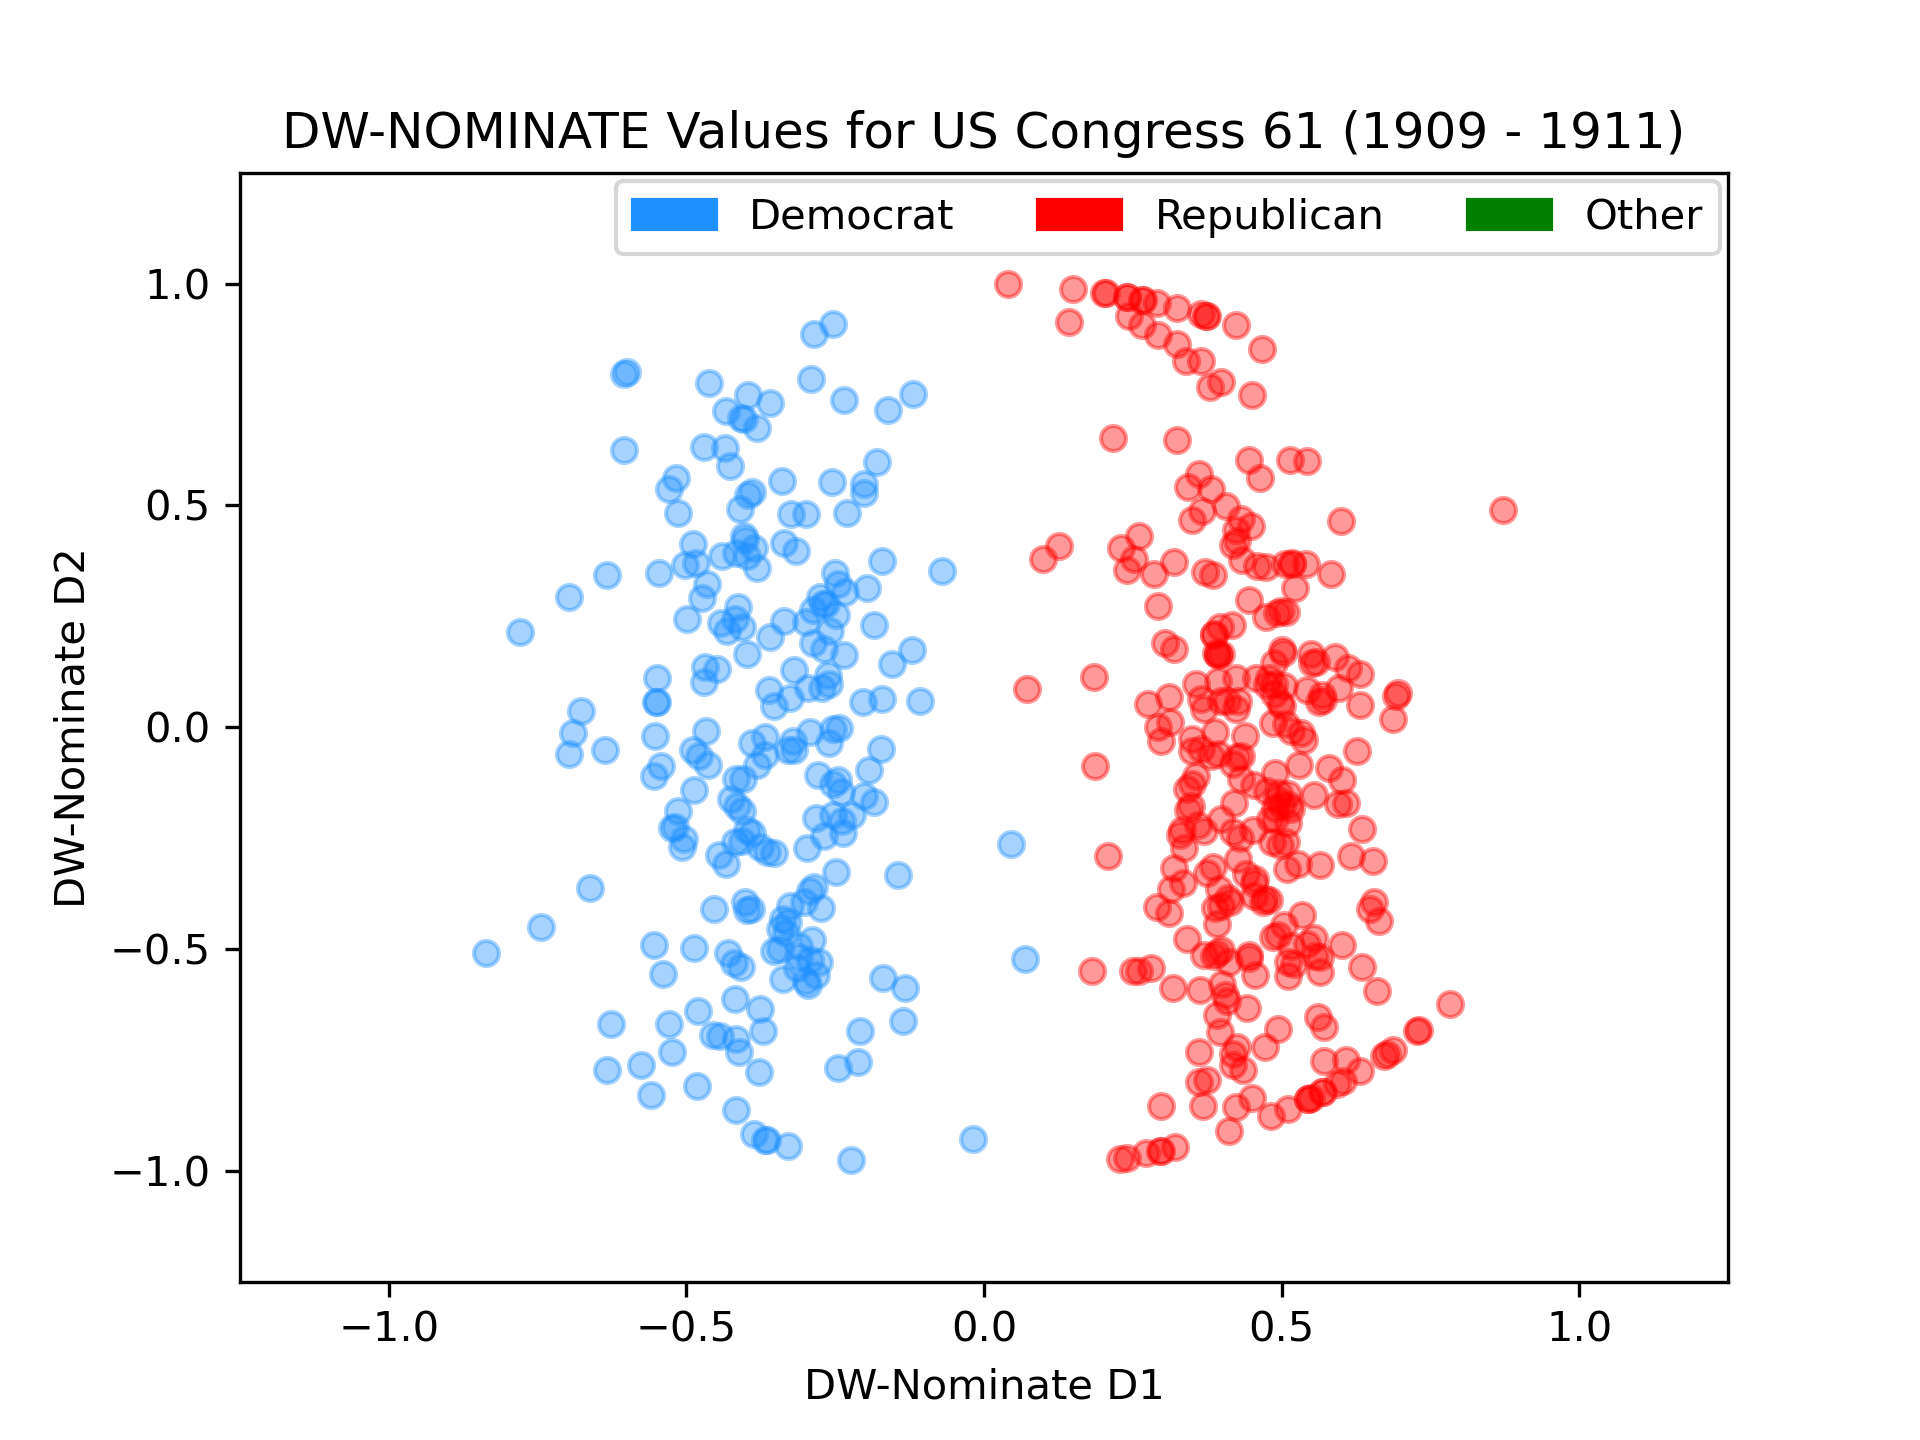 DW-NOMINATE Values for US Congress 61 (1909 - 1911)
Democrat Republican Other
1.0
0.5
0.0
−0.5
−1.0
DW-Nominate D2
−1.0 −0.5 0.0 0.5 1.0
DW-Nominate D1